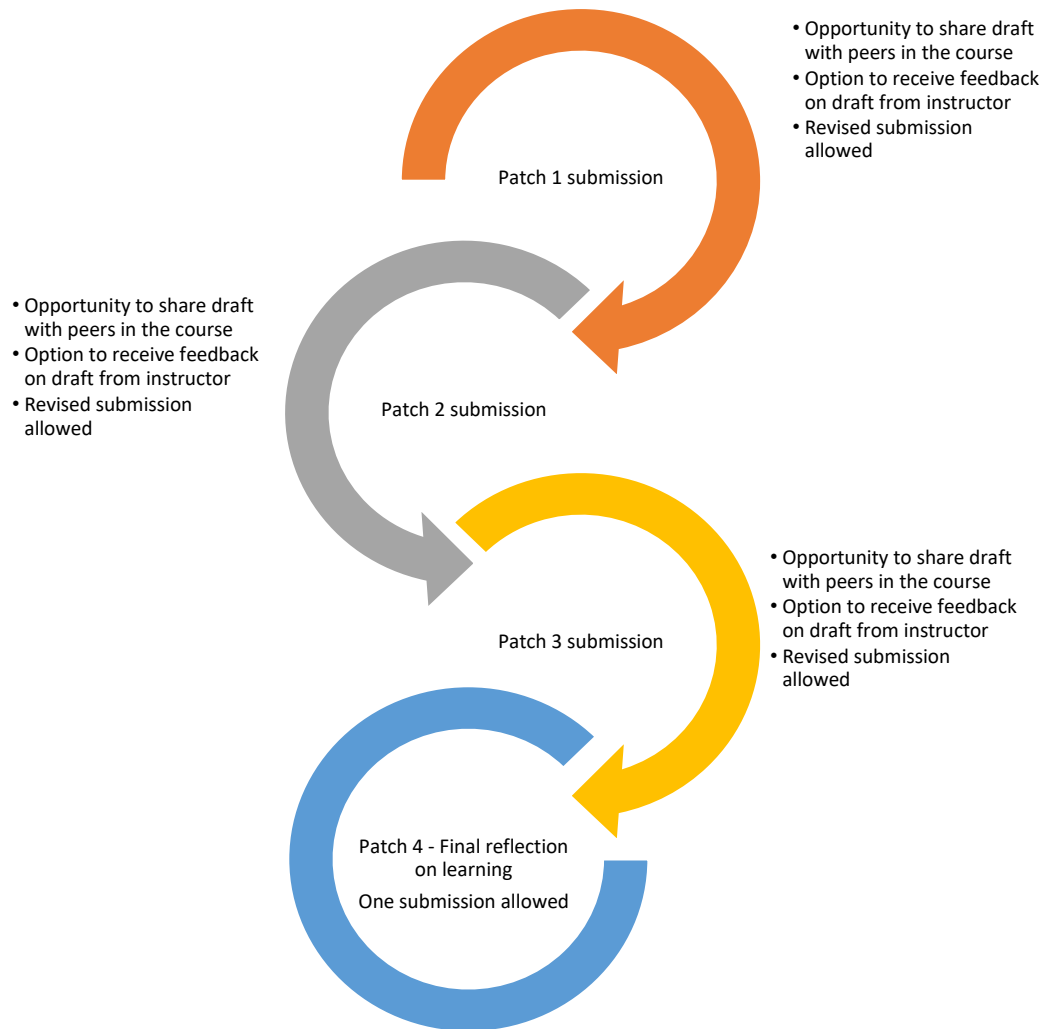 • Opportunity to share draft
with peers in the course
• Option to receive feedback
on draft from instructor
• Revised submission
allowed
Patch 1 submission
• Opportunity to share draft
with peers in the course
• Option to receive feedback
on draft from instructor
• Revised submission
allowed
Patch 2 submission
• Opportunity to share draft
with peers in the course
• Option to receive feedback
on draft from instructor
• Revised submission
allowed
Patch 3 submission
Patch 4 - Final reflection
on learning
One submission allowed